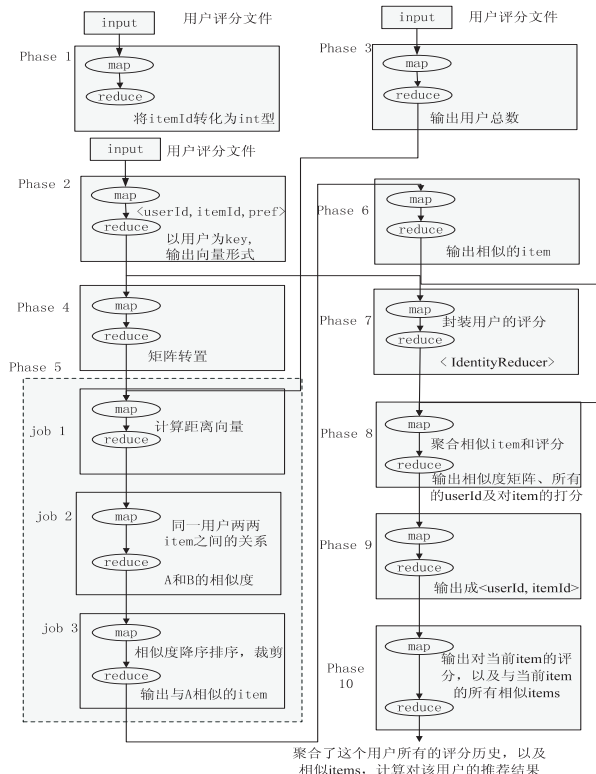 input
用户评分文件
Phase 1
map
reduce
将itemId转化为int型
input
用户评分文件
Phase 3
map
reduce
输出用户总数
input
用户评分文件
Phase 2
map
<userId,itemId,pref>
reduce
以用户为key,
输出向量形式
Phase 6
map
reduce
输出相似的item
Phase 4
map
reduce
矩阵转置
Phase 7
map
封装用户的评分
reduce
< IdentityReducer>
Phase 5
job 1
map
计算距离向量
reduce
job 2
map
同一用户两两
item之间的关系
reduce
A和B的相似度
job 3
map
相似度降序排序，裁剪
reduce
输出与A相似的item
Phase 8
map
聚合相似item和评分
reduce
输出相似度矩阵、所有
的userId及对item的打分
Phase 9
map
reduce
输出成<userId, itemId>
Phase
10
map
输出对当前item的评
分，以及与当前item
的所有相似items
reduce
聚合了这个用户所有的评分历史，以及
相似items，计算对该用户的推荐结果